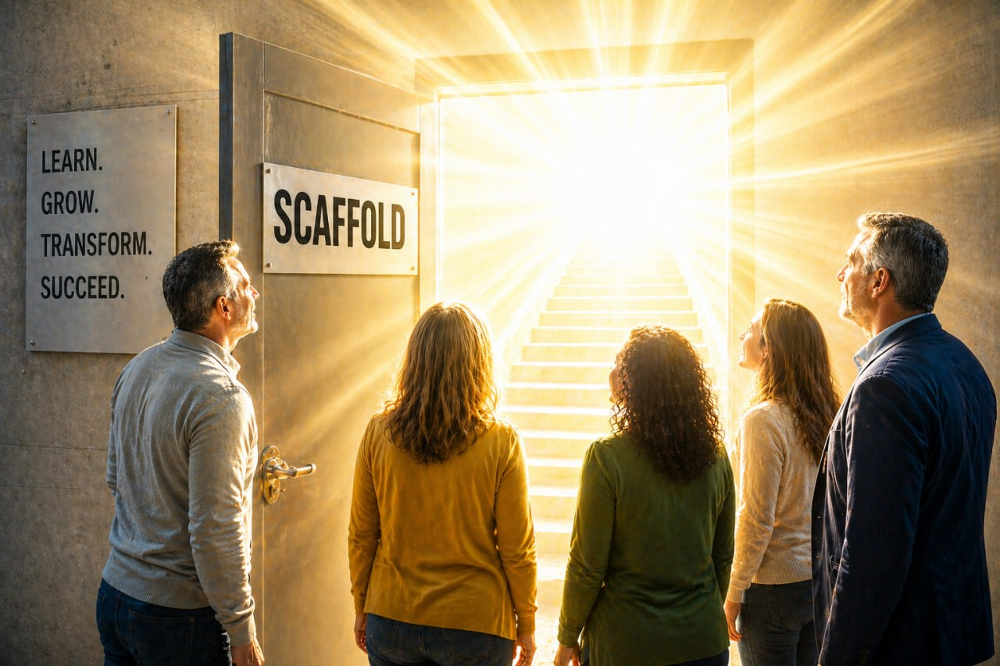 LEARN.
GROW.
TRANSFORM.
SUCCEED.
SCAFFOLD